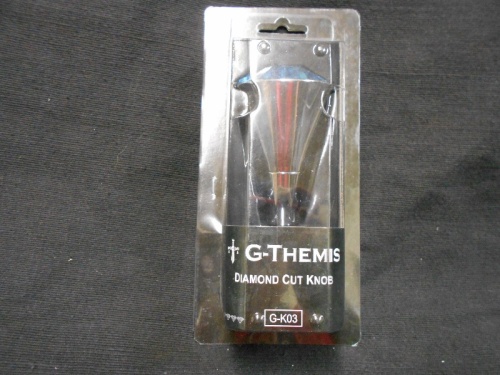 G-THEMIS
DIAMOND CUT KNOB
G-K03